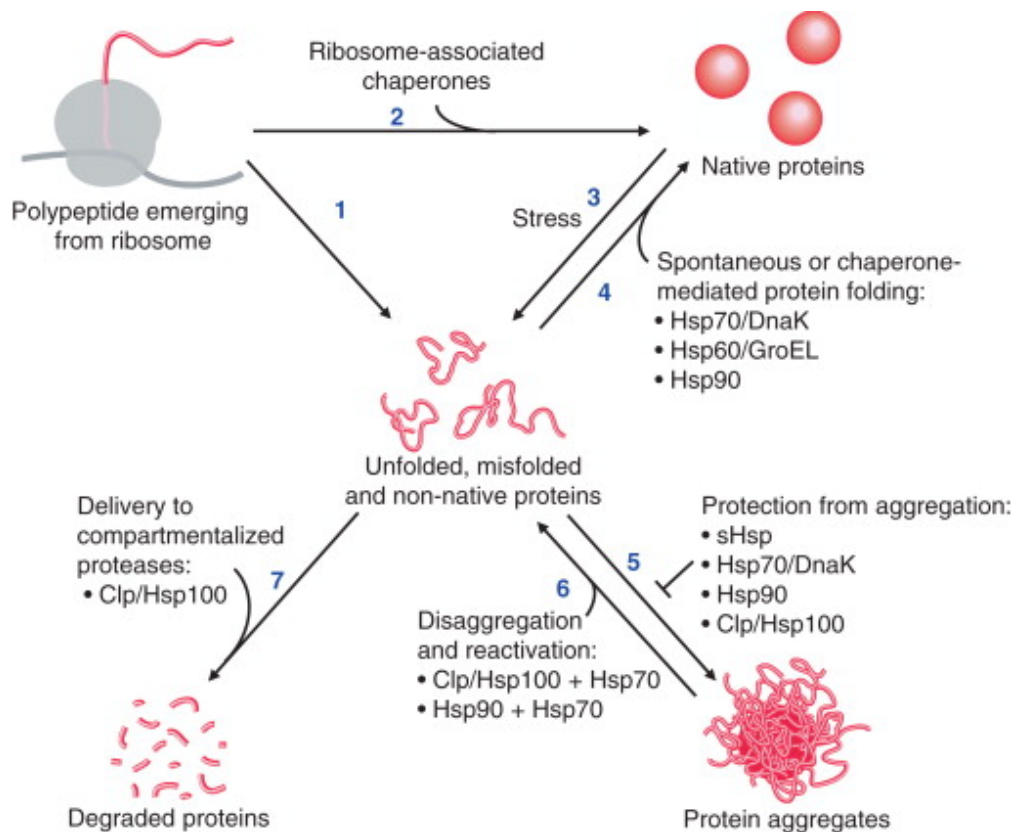 Ribosome-associated
chaperones
2
Native proteins
Polypeptide emerging
from ribosome
1
3
Stress
4
Spontaneous or chaperone-
mediated protein folding:
• Hsp70/DnaK
• Hsp60/GroEL
• Hsp90
Unfolded, misfolded
and non-native proteins
Delivery to
compartmentalized
proteases:
• Clp/Hsp100
7
5
Protection from aggregation:
• sHsp
• Hsp70/DnaK
• Hsp90
• Clp/Hsp100
6
Disaggregation
and reactivation:
• Clp/Hsp100 + Hsp70
• Hsp90 + Hsp70
Degraded proteins
Protein aggregates